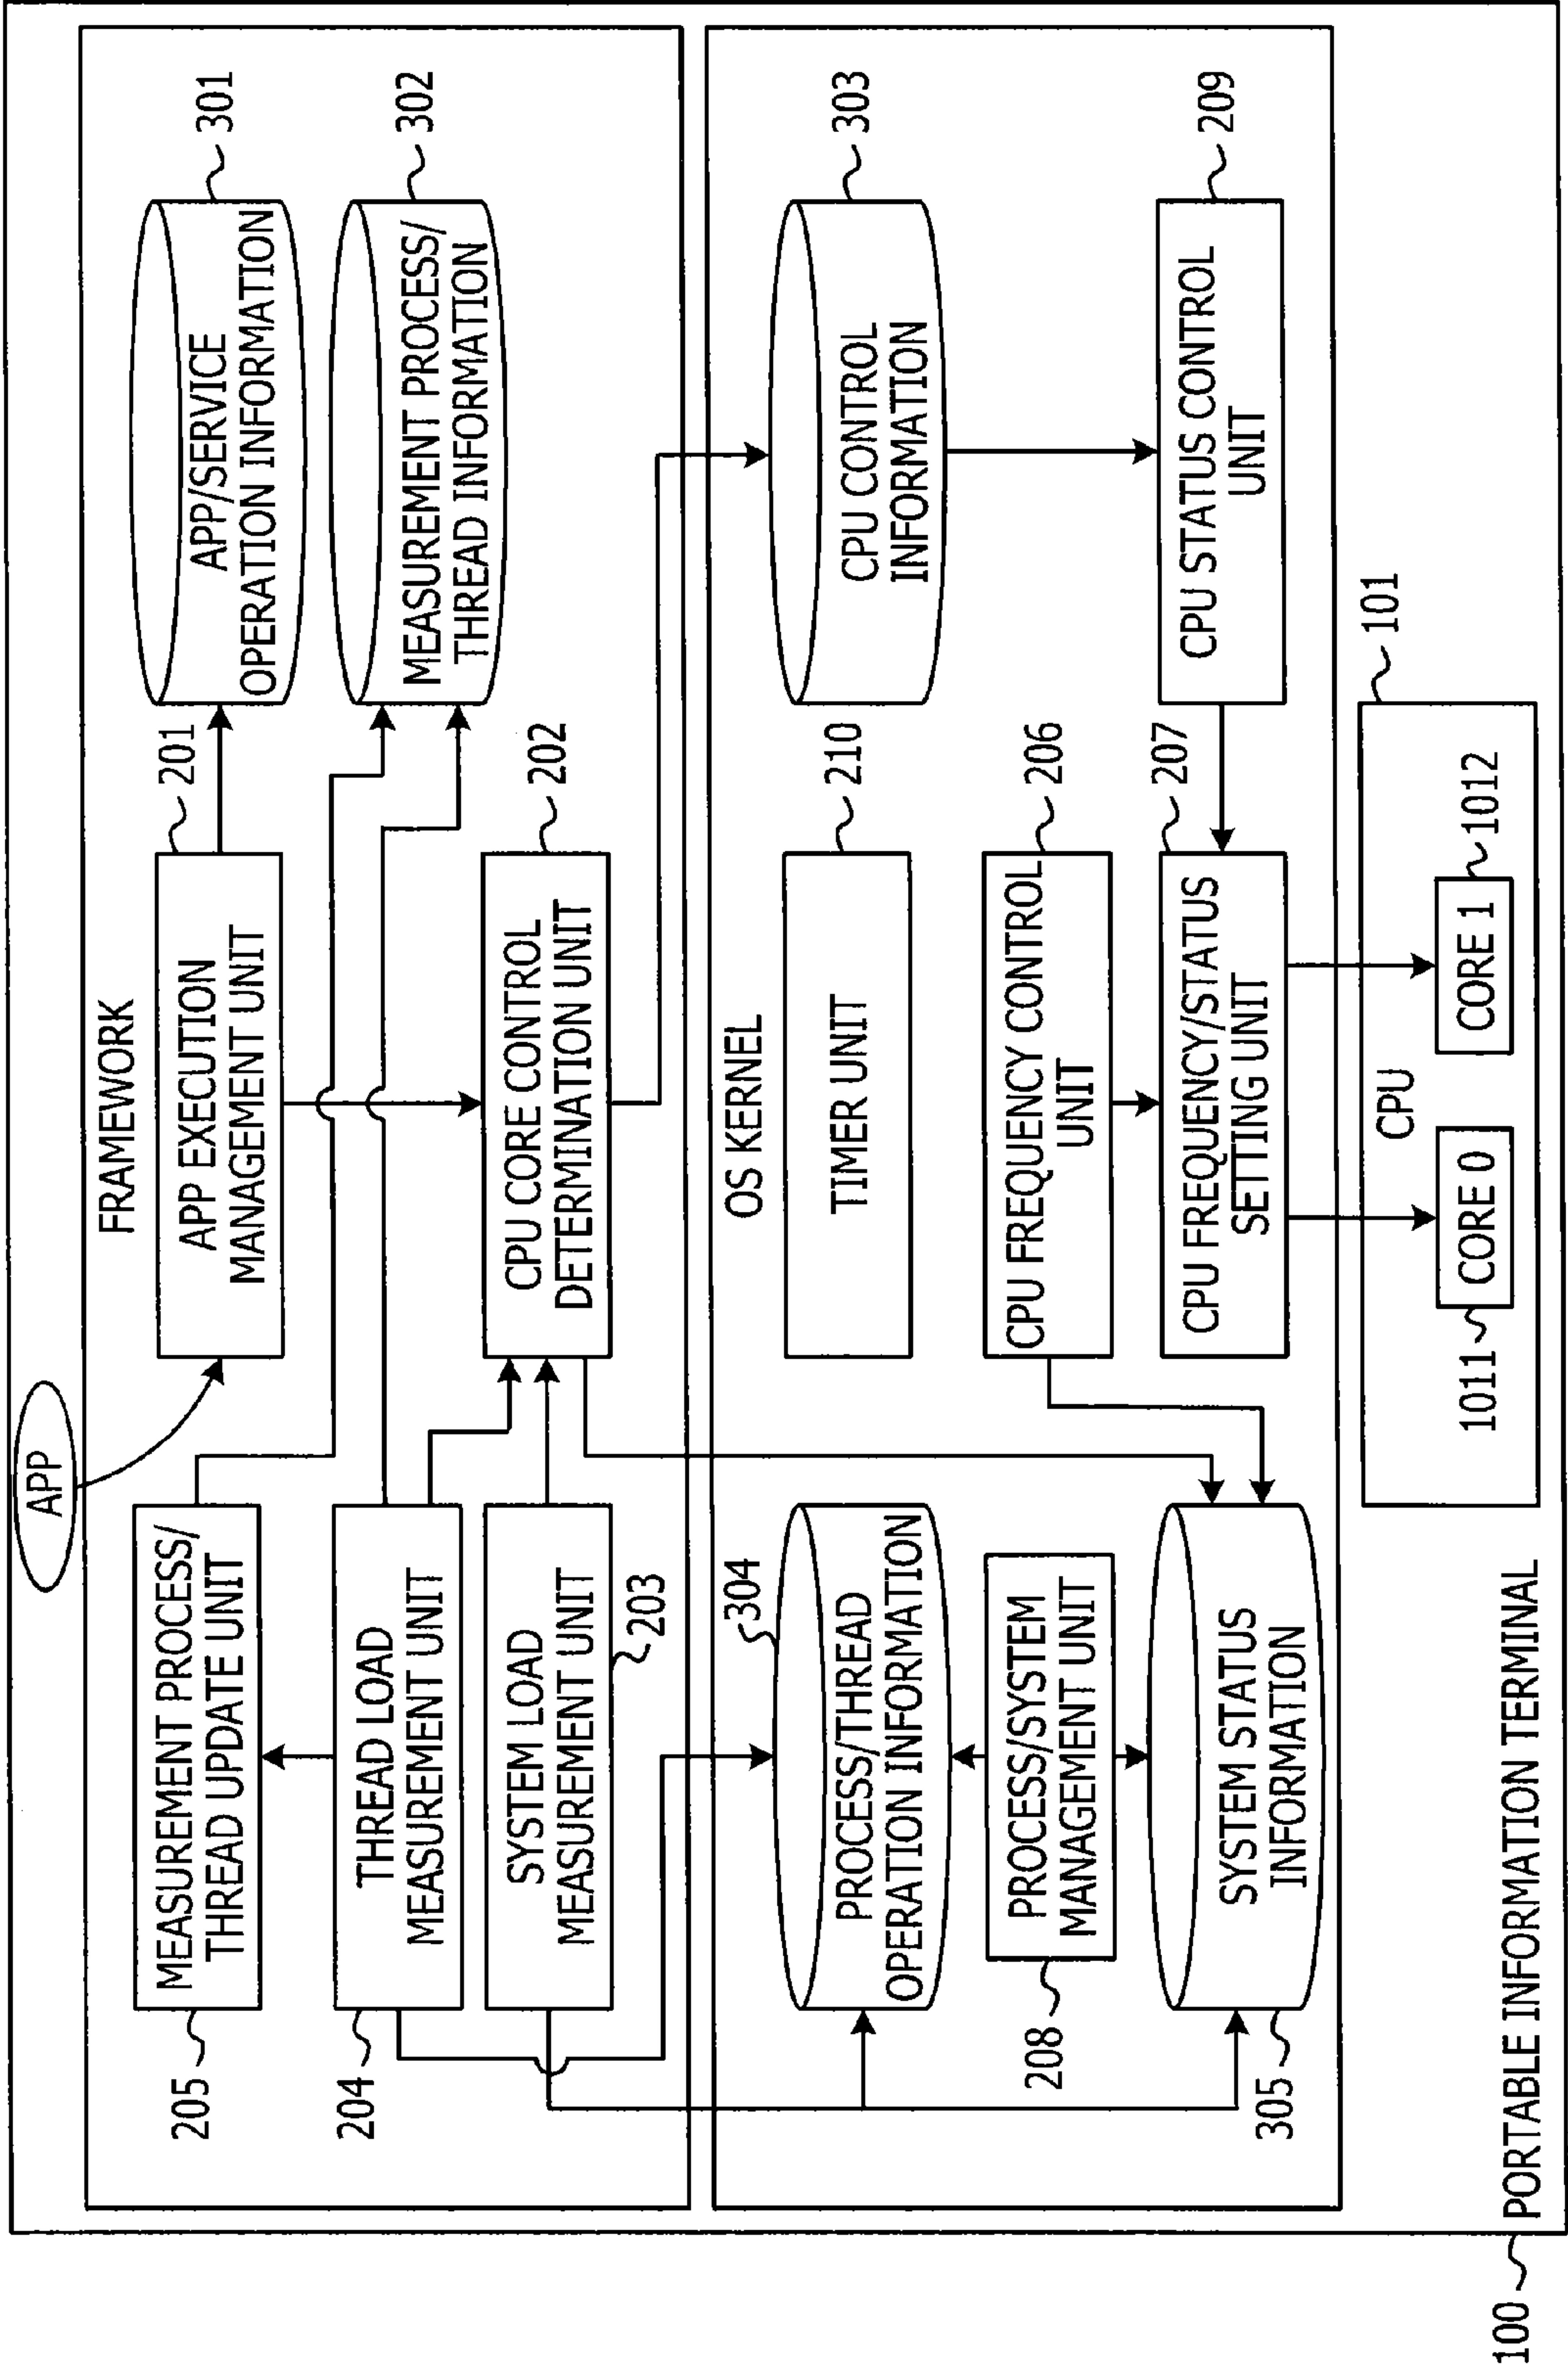 APP
FRAMEWORK
205
MEASUREMENT PROCESS/
THREAD UPDATE UNIT
APP EXECUTION
MANAGEMENT UNIT
201
APP/SERVICE
OPERATION INFORMATION
301
204
THREAD LOAD
MEASUREMENT UNIT
MEASUREMENT PROCESS/
THREAD INFORMATION
302
SYSTEM LOAD
MEASUREMENT UNIT
203
CPU CORE CONTROL
DETERMINATION UNIT
202
OS KERNEL
304
PROCESS/THREAD
OPERATION INFORMATION
TIMER UNIT
210
CPU CONTROL
INFORMATION
303
208
PROCESS/SYSTEM
MANAGEMENT UNIT
CPU FREQUENCY CONTROL
UNIT
206
305
SYSTEM STATUS
INFORMATION
CPU FREQUENCY/STATUS
SETTING UNIT
207
CPU STATUS CONTROL
UNIT
209
CPU
101
1011
CORE 0
CORE 1
1012
100
PORTABLE INFORMATION TERMINAL